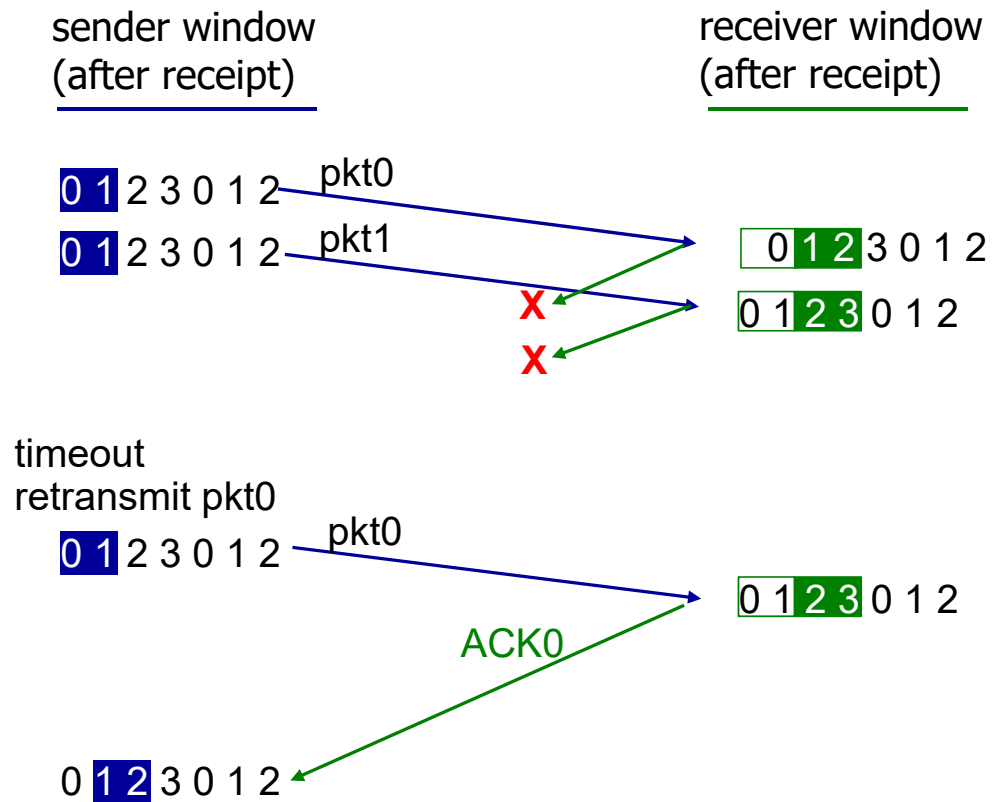 sender window
(after receipt)
receiver window
(after receipt)
0 1 2 3 0 1 2
pkt0
0 1 2 3 0 1 2
0 1 2 3 0 1 2
pkt1
X
0 1 2 3 0 1 2
X
timeout
retransmit pkt0
0 1 2 3 0 1 2
pkt0
0 1 2 3 0 1 2
ACK0
0 1 2 3 0 1 2